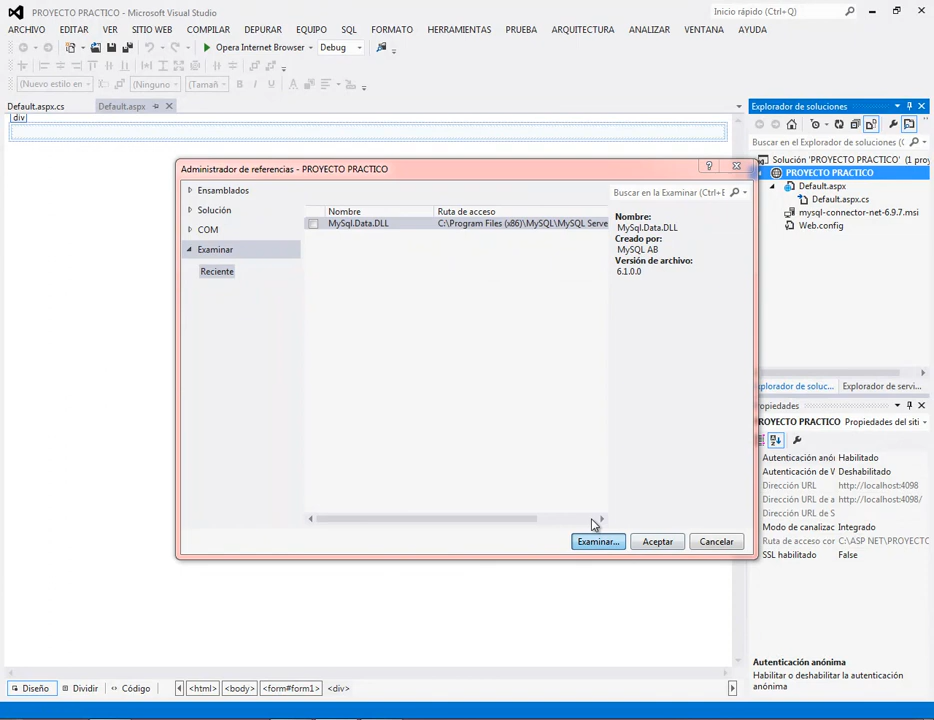 PROYECTO PRACTICO - Microsoft Visual Studio
Inicio rápido (Ctrl+Q)
ARCHIVO EDITAR VER SITIO WEB COMPILAR DEPURAR EQUIPO SQL FORMATO HERRAMIENTAS PRUEBA ARQUITECTURA ANALIZAR VENTANA AYUDA
Opera Internet Browser Debug
(Nuevo estilo en (Ninguno (Tamañ B I U A
Default.aspx.cs Default.aspx
div
Explorador de soluciones
Buscar en el Explorador de soluciones (
Solución 'PROYECTO PRACTICO' (1 proy
PROYECTO PRACTICO
Default.aspx
Default.aspx.cs
mysql-connector-net-6.9.7.msi
Web.config
Administrador de referencias - PROYECTO PRACTICO
Ensamblados
Solución
COM
Examinar
Reciente
Buscar en la Examinar (Ctrl+E
Nombre Ruta de acceso
MySql.Data.DLL C:\Program Files (x86)\MySQL\MySQL Serve
Nombre:
MySql.Data.DLL
Creado por:
MySQL AB
Versión de archivo:
6.1.0.0
Examinar... Aceptar Cancelar
xplorador de soluc... Explorador de servi...
opiedades
ROYECTO PRACTICO Propiedades del siti
Autenticación anó Habilitado
Autenticación de V Deshabilitado
Dirección URL http://localhost:4098
Dirección URL de a http://localhost:4098/
Dirección URL de S
Modo de canalizac Integrado
Ruta de acceso cor C:\ASP NET\PROYECTO
SSL habilitado False
Autenticación anónima
Habilitar o deshabilitar la autenticación
anónima
Diseño Dividir Código <html> <body> <form#form1> <div>